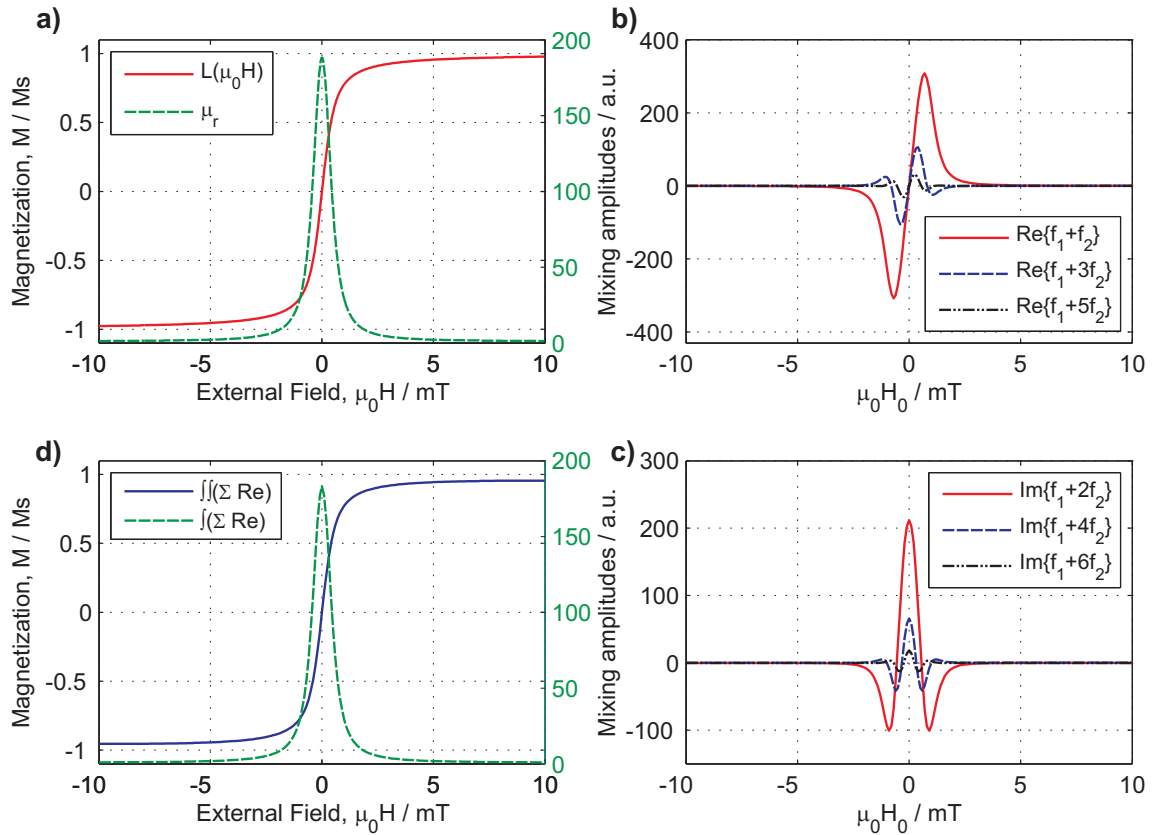 a)
Magnetization, M / Ms
1
0.5
0
-0.5
-1
L(μ0H)
μr
200
150
100
50
0
-10
-5
0
5
10
External Field, μ0H / mT
b)
Mixing amplitudes / a.u.
400
200
0
-200
-400
Re{f1+f2}
Re{f1+3f2}
Re{f1+5f2}
-10
-5
0
5
10
μ0H0 / mT
d)
Magnetization, M / Ms
1
0.5
0
-0.5
-1
∫∫(Σ Re)
∫(Σ Re)
200
150
100
50
0
-10
-5
0
5
10
External Field, μ0H / mT
c)
Mixing amplitudes / a.u.
300
200
100
0
-100
Im{f1+2f2}
Im{f1+4f2}
Im{f1+6f2}
-10
-5
0
5
10
μ0H0 / mT